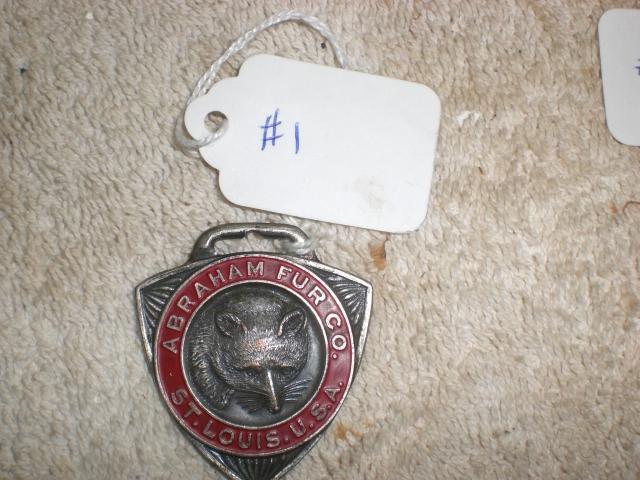 #1
ABRAHAM FUR CO.
ST. LOUIS. U.S.A.